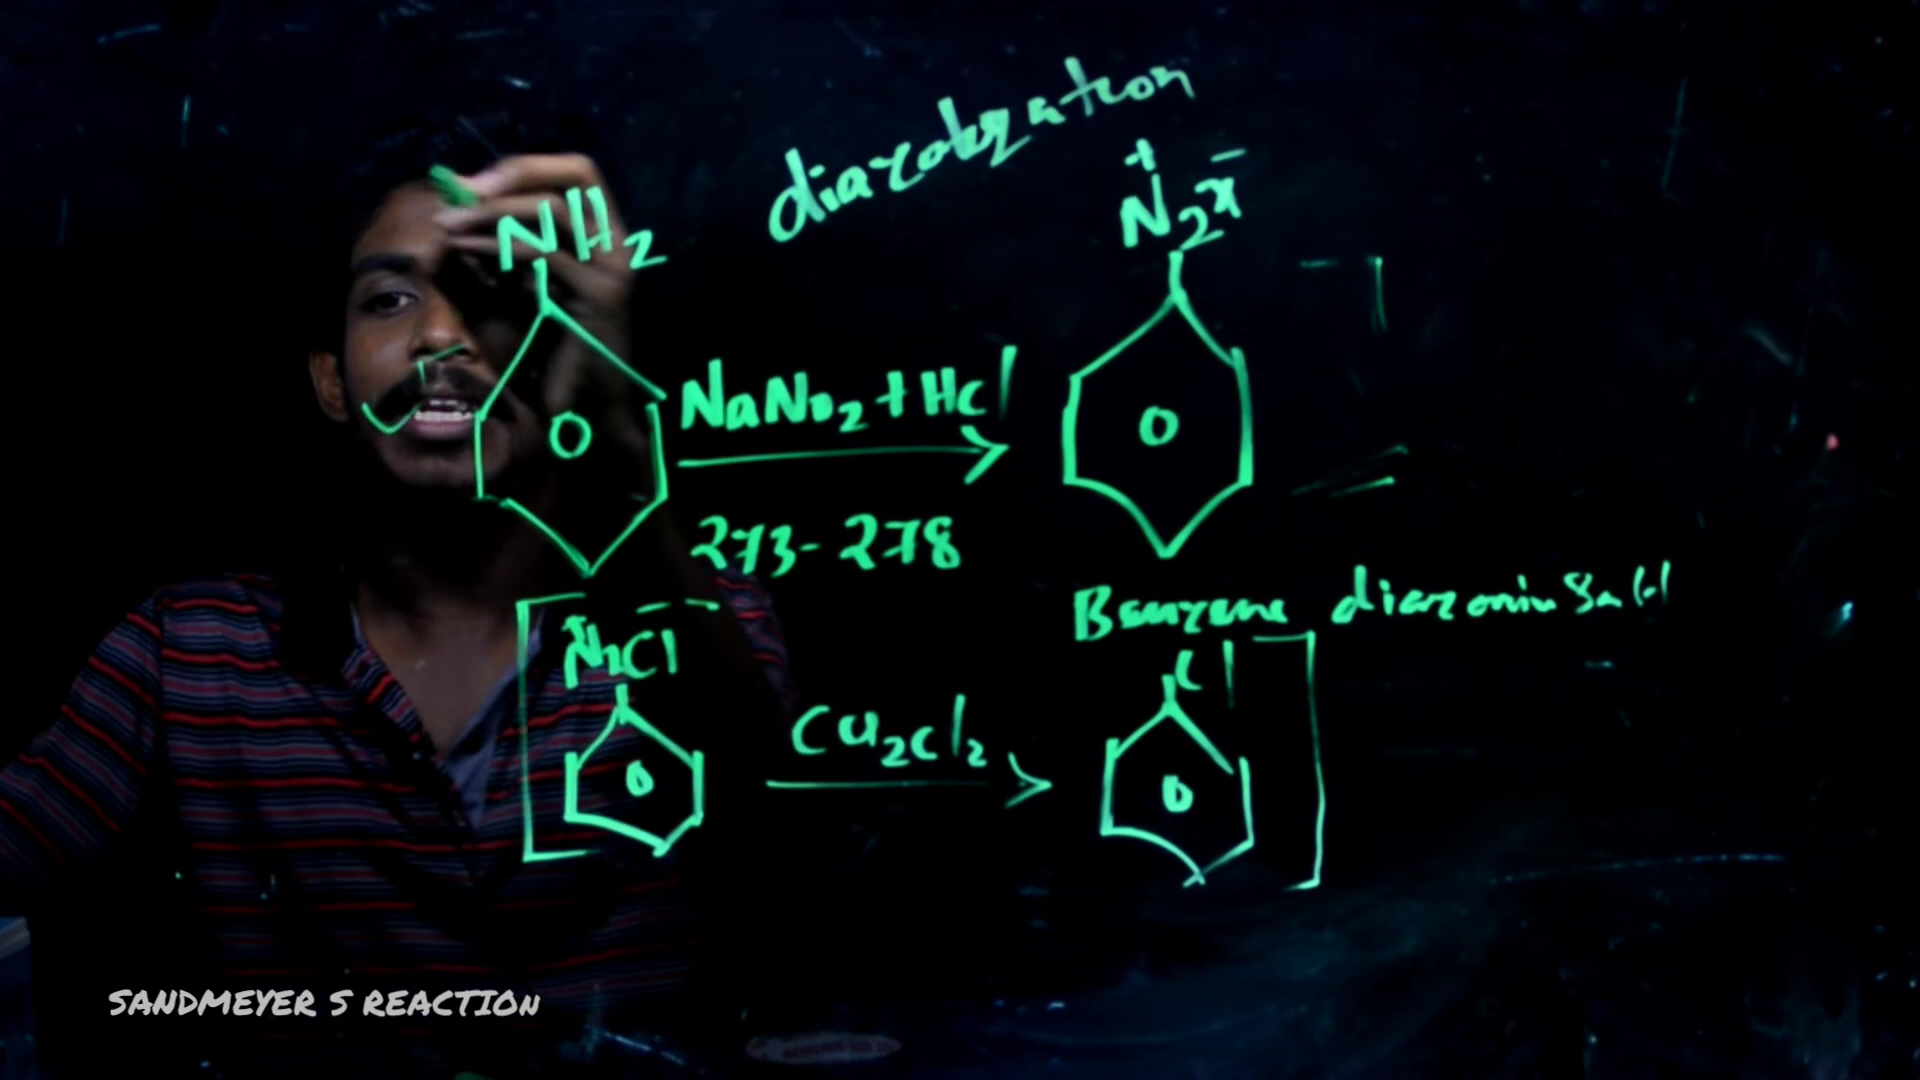 diazotization
NH2
+ -
N2x
NaNO2 + HCl
273-278
Benzene diazonium Salt
+ -
N2Cl
Cl
Cu2Cl2
SANDMEYER S REACTION